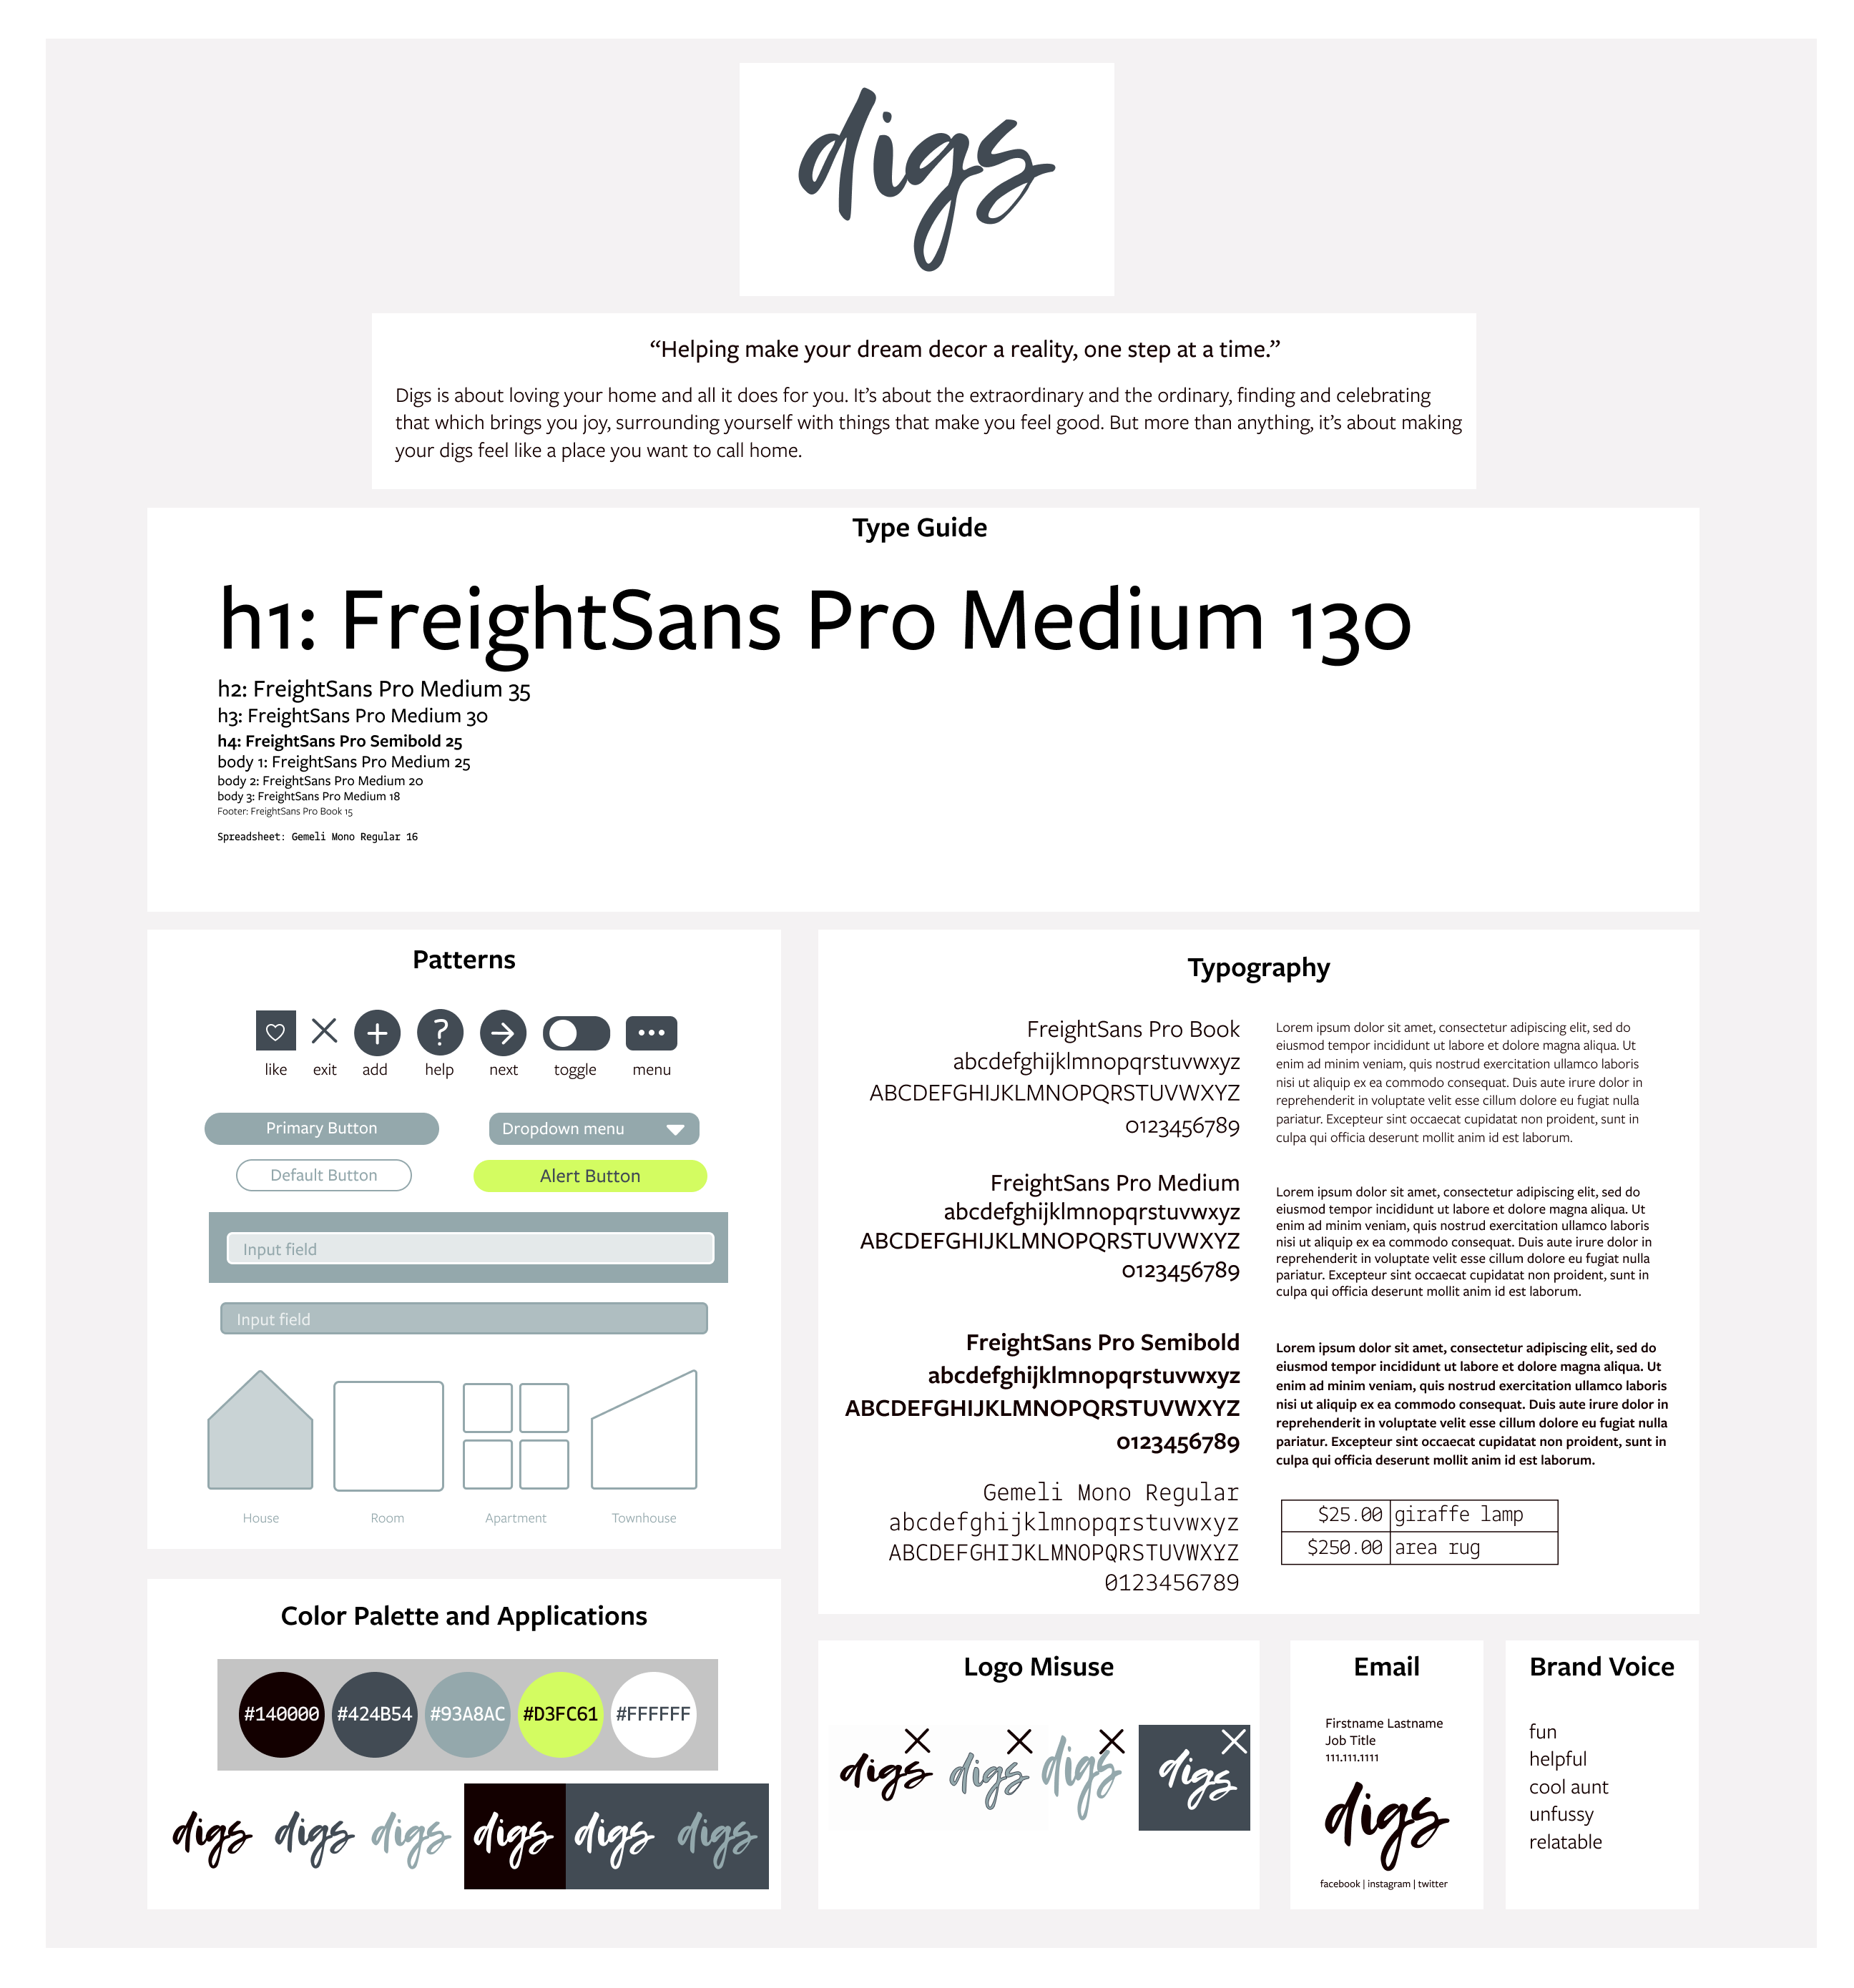 digs
“Helping make your dream decor a reality, one step at a time.”
Digs is about loving your home and all it does for you. It’s about the extraordinary and the ordinary, finding and celebrating
that which brings you joy, surrounding yourself with things that make you feel good. But more than anything, it’s about making
your digs feel like a place you want to call home.
Type Guide
h1: FreightSans Pro Medium 130
h2: FreightSans Pro Medium 35
h3: FreightSans Pro Medium 30
h4: FreightSans Pro Semibold 25
body 1: FreightSans Pro Medium 25
body 2: FreightSans Pro Medium 20
body 3: FreightSans Pro Medium 18
Footer: FreightSans Pro Book 15
Spreadsheet: Gemeli Mono Regular 16
Patterns
like exit add help next toggle menu
Primary Button
Dropdown menu
Default Button
Alert Button
Input field
Input field
House Room Apartment Townhouse
Typography
FreightSans Pro Book
abcdefghijklmnopqrstuvwxyz
ABCDEFGHIJKLMNOPQRSTUVWXYZ
0123456789
Lorem ipsum dolor sit amet, consectetur adipiscing elit, sed do
eiusmod tempor incididunt ut labore et dolore magna aliqua. Ut
enim ad minim veniam, quis nostrud exercitation ullamco laboris
nisi ut aliquip ex ea commodo consequat. Duis aute irure dolor in
reprehenderit in voluptate velit esse cillum dolore eu fugiat nulla
pariatur. Excepteur sint occaecat cupidatat non proident, sunt in
culpa qui officia deserunt mollit anim id est laborum.
FreightSans Pro Medium
abcdefghijklmnopqrstuvwxyz
ABCDEFGHIJKLMNOPQRSTUVWXYZ
0123456789
Lorem ipsum dolor sit amet, consectetur adipiscing elit, sed do
eiusmod tempor incididunt ut labore et dolore magna aliqua. Ut
enim ad minim veniam, quis nostrud exercitation ullamco laboris
nisi ut aliquip ex ea commodo consequat. Duis aute irure dolor in
reprehenderit in voluptate velit esse cillum dolore eu fugiat nulla
pariatur. Excepteur sint occaecat cupidatat non proident, sunt in
culpa qui officia deserunt mollit anim id est laborum.
FreightSans Pro Semibold
abcdefghijklmnopqrstuvwxyz
ABCDEFGHIJKLMNOPQRSTUVWXYZ
0123456789
Lorem ipsum dolor sit amet, consectetur adipiscing elit, sed do
eiusmod tempor incididunt ut labore et dolore magna aliqua. Ut
enim ad minim veniam, quis nostrud exercitation ullamco laboris
nisi ut aliquip ex ea commodo consequat. Duis aute irure dolor in
reprehenderit in voluptate velit esse cillum dolore eu fugiat nulla
pariatur. Excepteur sint occaecat cupidatat non proident, sunt in
culpa qui officia deserunt mollit anim id est laborum.
Gemeli Mono Regular
abcdefghijklmnopqrstuvwxyz
ABCDEFGHIJKLMNOPQRSTUVWXYZ
0123456789
$25.00 giraffe lamp
$250.00 area rug
Color Palette and Applications
#140000 #424B54 #93A8AC #D3FC61 #FFFFFF
digs digs digs digs digs digs
Logo Misuse
digs digs digs digs
Email
Firstname Lastname
Job Title
111.111.1111
digs
facebook | instagram | twitter
Brand Voice
fun
helpful
cool aunt
unfussy
relatable